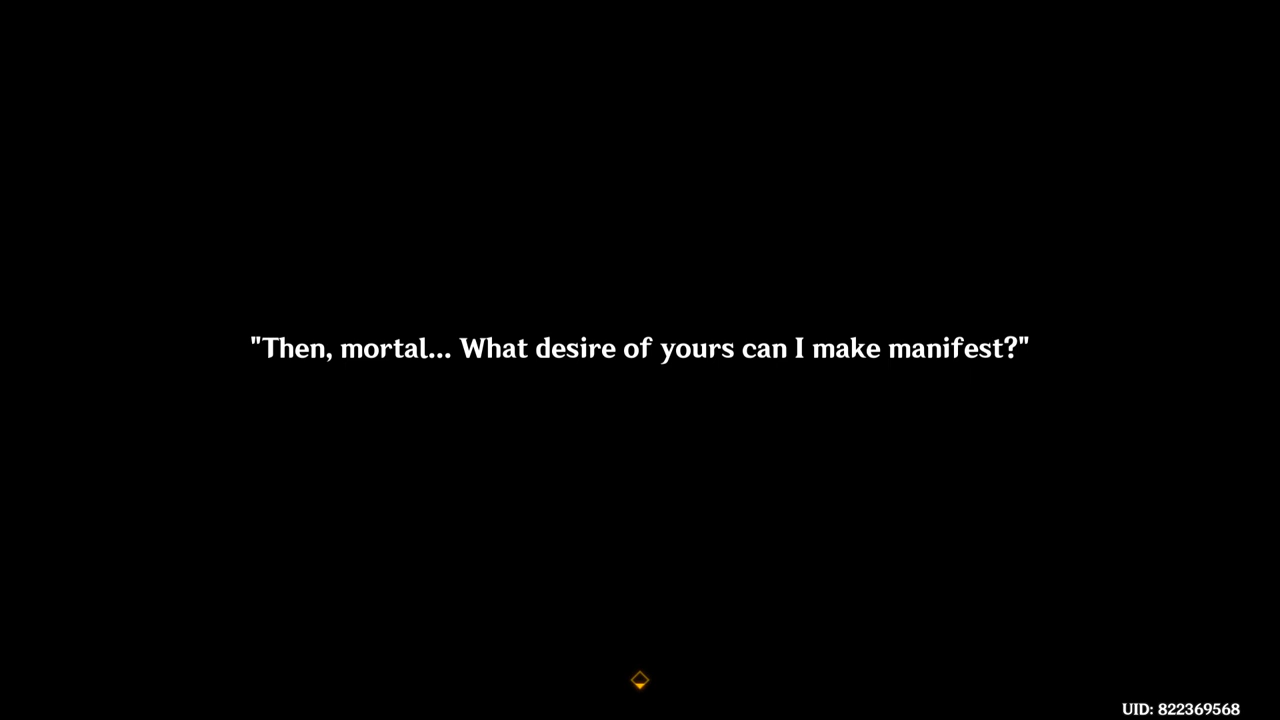 "Then, mortal... What desire of yours can I make manifest?"
UID: 822369568